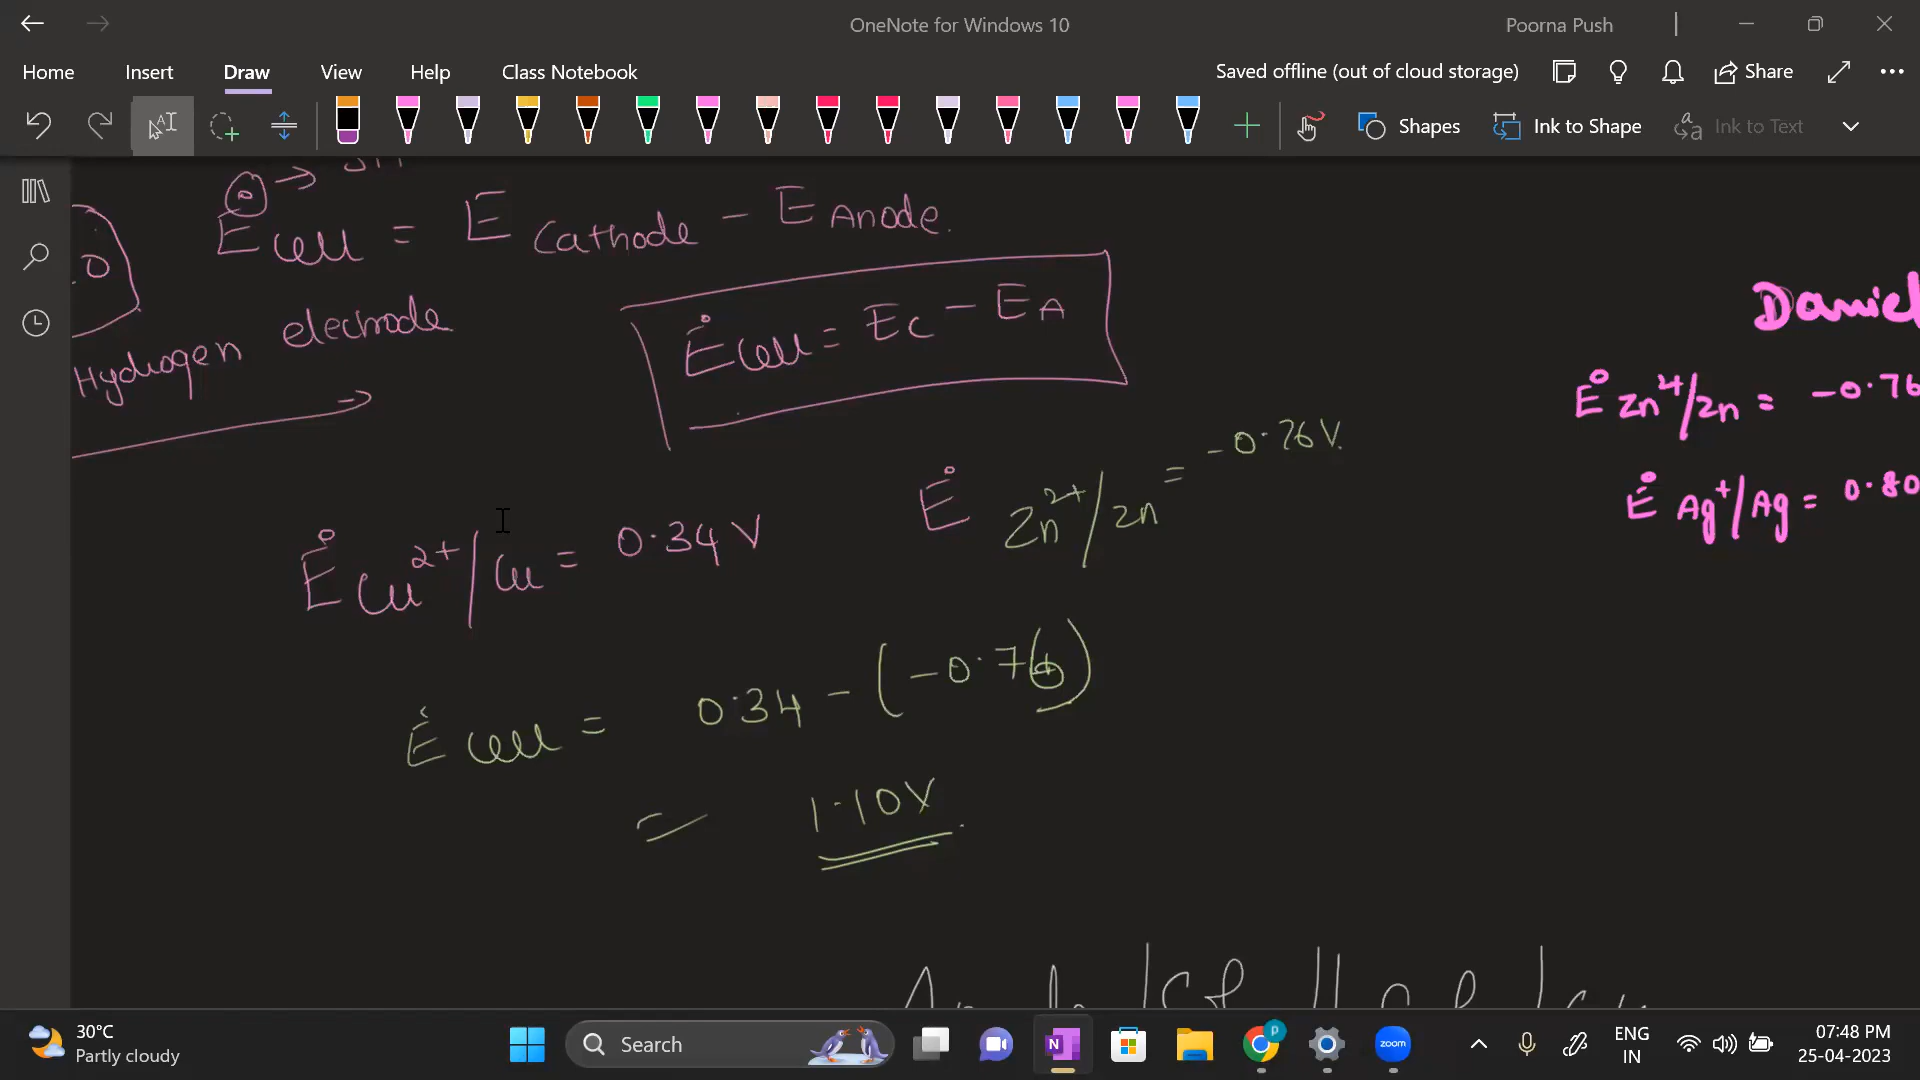 OneNote for Windows 10
Poorna Push
Home Insert Draw View Help Class Notebook
Saved offline (out of cloud storage)
Share
Shapes
Ink to Shape
Ink to Text
E°cell = E Cathode - E Anode.
.0
Hydrogen electrode
E°cell = EC - EA
Daniel
E° Zn²⁺/Zn = -0.76
E° Ag⁺/Ag = 0.80
E° Zn²⁺/Zn = -0.76V.
E° Cu²⁺/Cu = 0.34 V
E°cell = 0.34 - (-0.76)
= 1.10V
30°C
Partly cloudy
Search
zoom
ENG
IN
07:48 PM
25-04-2023